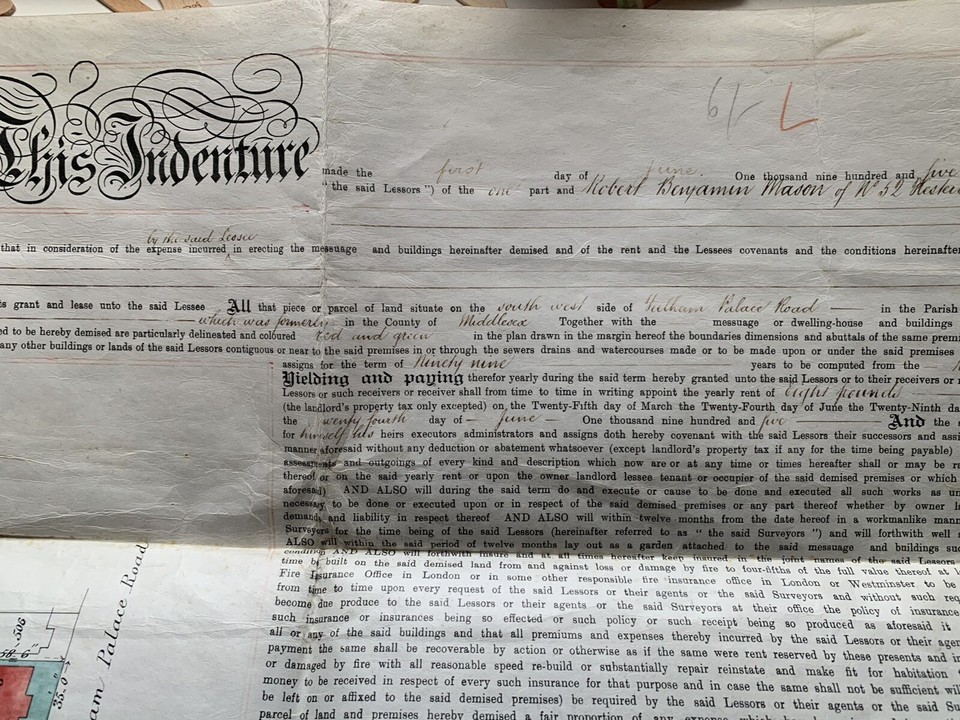 6/- L
This Indenture made the first day of June. One thousand nine hundred and five
"the said Lessors") of the one part and Robert Benjamin Mason of No 52
by the said Lessee
that in consideration of the expense incurred in erecting the messuage and buildings hereinafter demised and of the rent and the Lessees covenants and the conditions hereinafter
grant and lease unto the said Lessee All that piece or parcel of land situate on the south west side of Fulham Palace Road in the Parish
which was formerly in the County of Middlesex Together with the messuage or dwelling-house and buildings
to be hereby demised are particularly delineated and coloured red and green in the plan drawn in the margin hereof the boundaries dimensions and abuttals of the same
any other buildings or lands of the said Lessors contiguous or near to the said premises in or through the sewers drains and watercourses made or to be made upon or under the said premises
assigns for the term of Ninety nine years to be computed from the
Yielding and paying therefor yearly during the said term hereby granted unto the said Lessors or to their receivers or
Lessors or such receivers or receiver shall from time to time in writing appoint the yearly rent of Eight pounds
(the landlord's property tax only excepted) on the Twenty-Fifth day of March the Twenty-Fourth day of June the Twenty-Ninth
the twenty fourth day of June One thousand nine hundred and five And the
for himself his heirs executors administrators and assigns doth hereby covenant with the said Lessors their successors and
manner aforesaid without any deduction or abatement whatsoever (except landlord's property tax if any for the time being payable)
assessments and outgoings of every kind and description which now are or at any time or times hereafter shall or may be
thereof or on the said yearly rent or upon the owner landlord lessee tenant or occupier of the said demised premises or which
aforesaid) AND ALSO will during the said term do and execute or cause to be done and executed all such works as
necessary to be done or executed upon or in respect of the said demised premises or any part thereof whether by owner
demand and liability in respect thereof AND ALSO will within twelve months from the date hereof in a workmanlike
Surveyors for the time being of the said Lessors (hereinafter referred to as "the said Surveyors") and will forthwith well
ALSO will within the said period of twelve months lay out as a garden attached to the said messuage and buildings
condition AND ALSO will forthwith insure and at all times hereafter keep insured in the joint names of the said Lessors
time be built on the said demised land from and against loss or damage by fire to four-fifths of the full value thereof at
Fire Insurance Office in London or in some other responsible fire insurance office in London or Westminster to be
from time to time upon every request of the said Lessors or their agents or the said Surveyors and without such
become due produce to the said Lessors or their agents or the said Surveyors at their office the policy of insurance
such insurance or insurances being so effected or such policy or such receipt being so produced as aforesaid it
all or any of the said buildings and that all premiums and expenses thereby incurred by the said Lessors or their
payment the same shall be recoverable by action or otherwise as if the same were rent reserved by these presents and
or damaged by fire with all reasonable speed re-build or substantially repair reinstate and make fit for habitation
money to be received in respect of every such insurance for that purpose and in case the same shall not be sufficient
be left on or affixed to the said demised premises) be required by the said Lessors or their agents or the said
parcel of land and premises hereby demised a fair proportion of any expense which
Palace Road
35.0